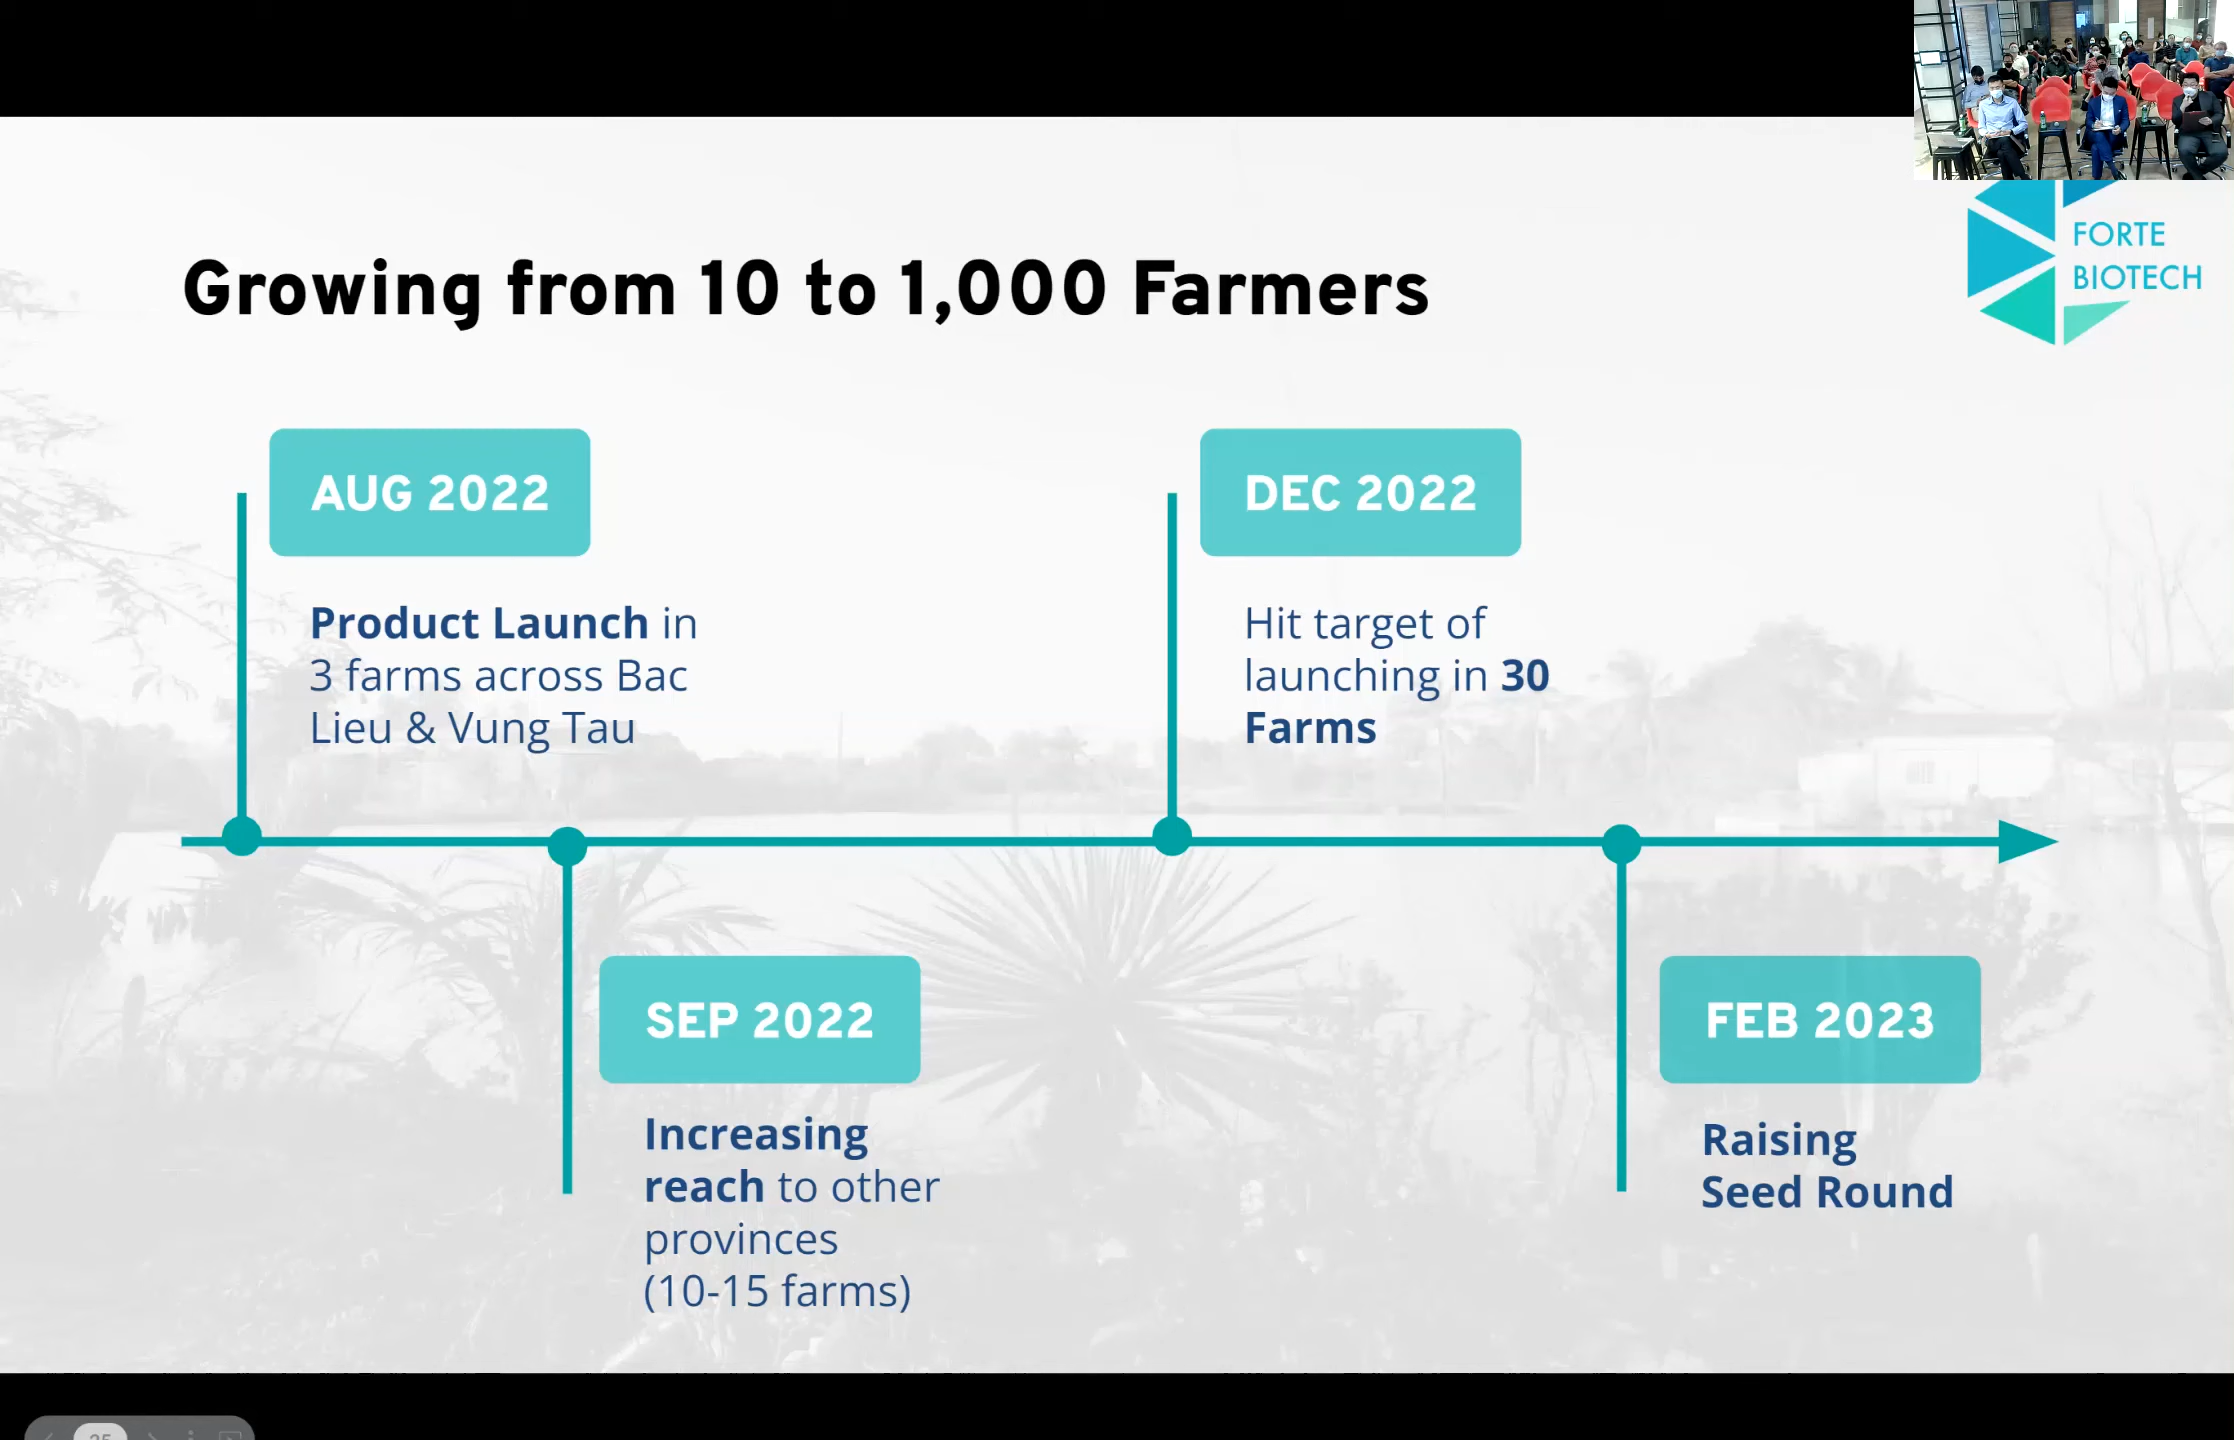 FORTE
BIOTECH
Growing from 10 to 1,000 Farmers
AUG 2022
Product Launch in
3 farms across Bac
Lieu & Vung Tau
SEP 2022
Increasing
reach to other
provinces
(10-15 farms)
DEC 2022
Hit target of
launching in 30
Farms
FEB 2023
Raising
Seed Round